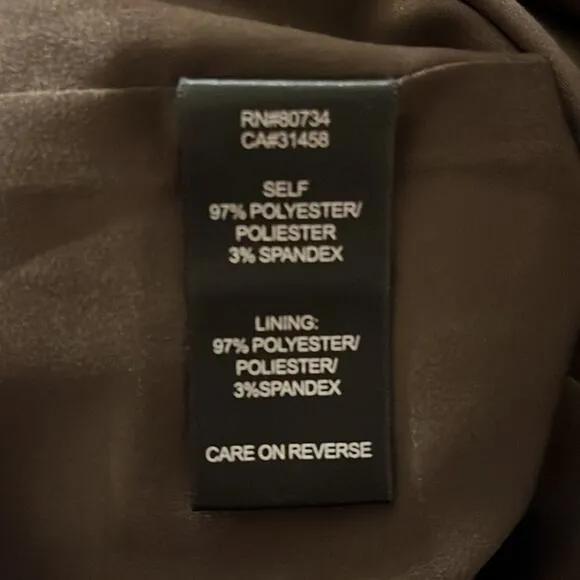 RN#80734
CA#31458
SELF
97% POLYESTER/
POLIESTER
3% SPANDEX
LINING:
97% POLYESTER/
POLIESTER/
3%SPANDEX
CARE ON REVERSE